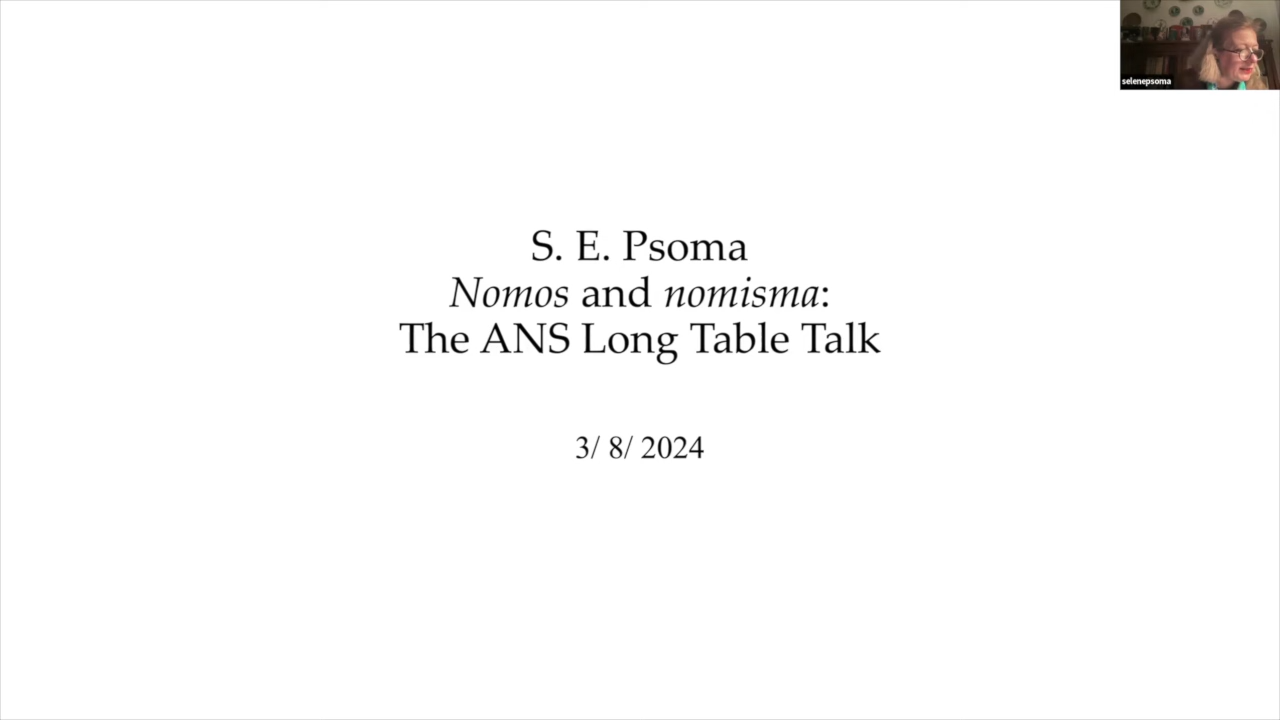 selenepsoma
S. E. Psoma
Nomos and nomisma:
The ANS Long Table Talk
3/ 8/ 2024